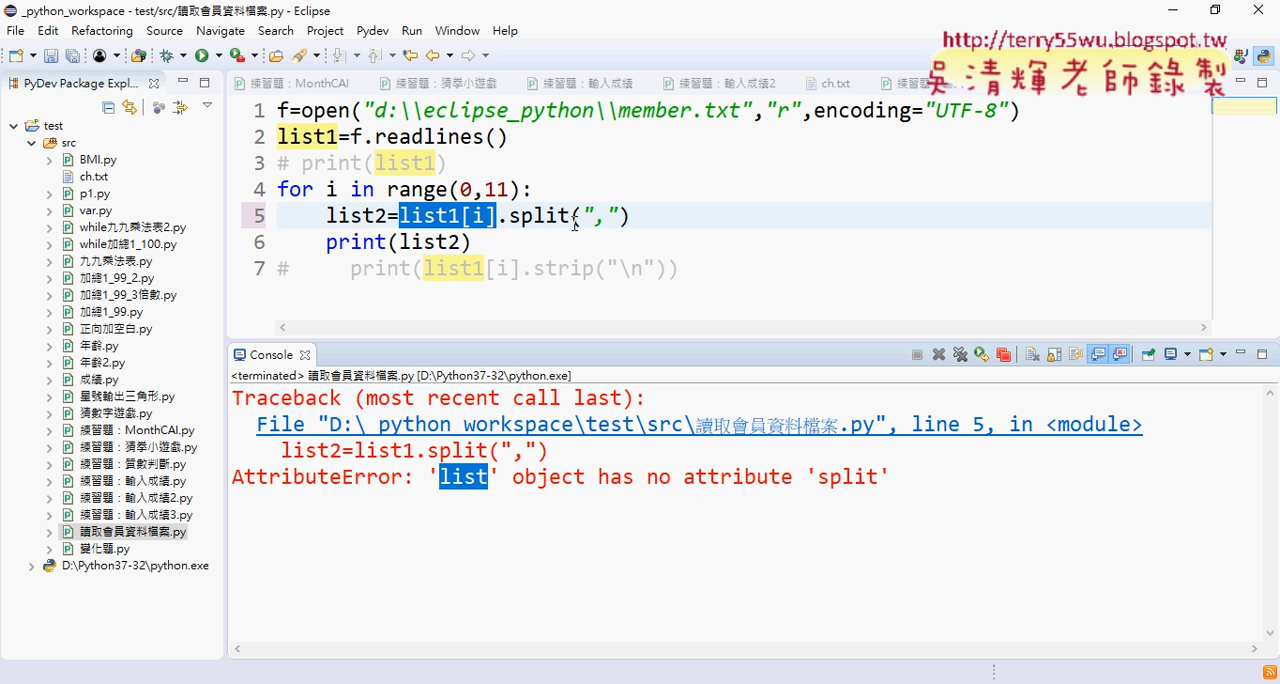 _python_workspace - test/src/讀取會員資料檔案.py - Eclipse
File Edit Refactoring Source Navigate Search Project Pydev Run Window Help
http://terry55wu.blogspot.tw
吳清輝老師錄製
PyDev Package Expl...
練習題：MonthCAI 練習題：猜拳小遊戲 練習題：輸入成績 練習題：輸入成績2 ch.txt
test
src
BMI.py
ch.txt
p1.py
var.py
while九九乘法表2.py
while加總1_100.py
九九乘法表.py
加總1_99_2.py
加總1_99_3倍數.py
加總1_99.py
正向加空白.py
年齡.py
年齡2.py
成績.py
星號輸出三角形.py
猜數字遊戲.py
練習題：MonthCAI.py
練習題：猜拳小遊戲.py
練習題：質數判斷.py
練習題：輸入成績.py
練習題：輸入成績2.py
練習題：輸入成績3.py
讀取會員資料檔案.py
變化題.py
D:\Python37-32\python.exe
1 f=open("d:\\eclipse_python\\member.txt","r",encoding="UTF-8")
2 list1=f.readlines()
3 # print(list1)
4 for i in range(0,11):
5     list2=list1[i].split(",")
6     print(list2)
7 #     print(list1[i].strip("\n"))
Console
<terminated> 讀取會員資料檔案.py [D:\Python37-32\python.exe]
Traceback (most recent call last):
  File "D:\_python_workspace\test\src\讀取會員資料檔案.py", line 5, in <module>
    list2=list1.split(",")
AttributeError: 'list' object has no attribute 'split'